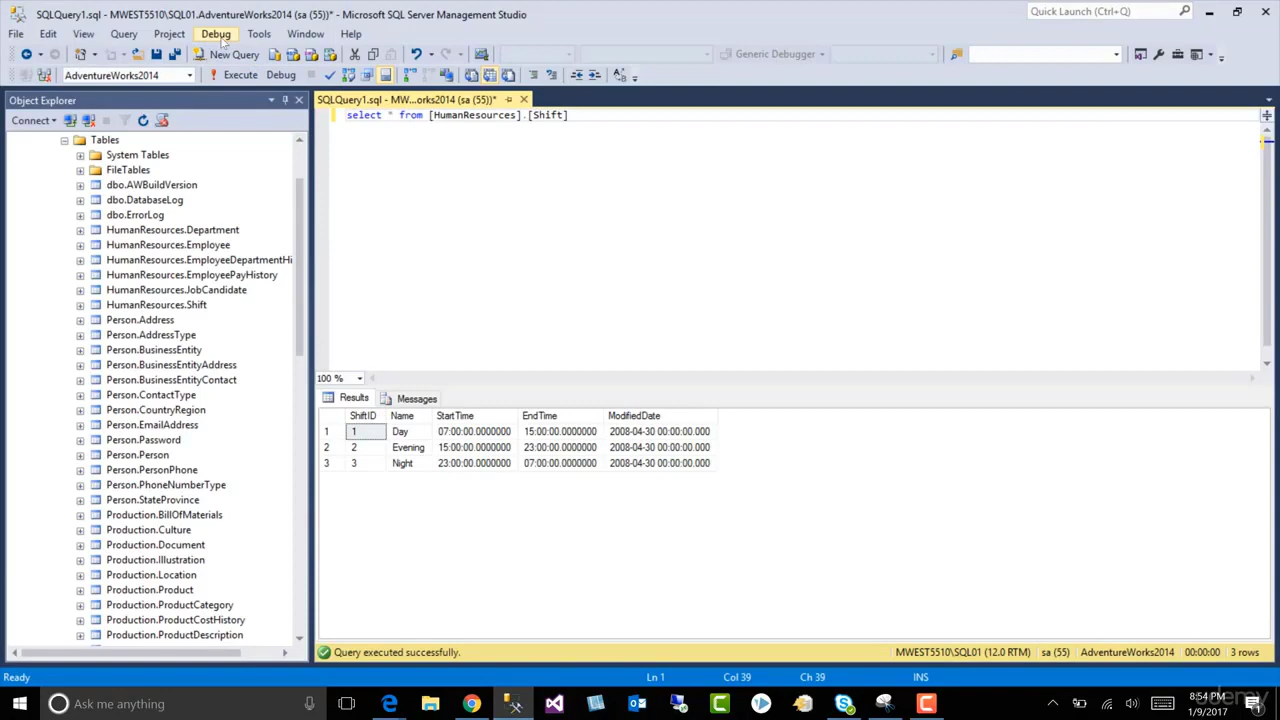 SQLQuery1.sql - MWEST5510\SQL01.AdventureWorks2014 (sa (55))* - Microsoft SQL Server Management Studio
Quick Launch (Ctrl+Q)
File Edit View Query Project Debug Tools Window Help
New Query
Generic Debugger
AdventureWorks2014
Execute Debug
Object Explorer
SQLQuery1.sql - MW...orks2014 (sa (55))*
Connect
select * from [HumanResources].[Shift]
Tables
System Tables
FileTables
dbo.AWBuildVersion
dbo.DatabaseLog
dbo.ErrorLog
HumanResources.Department
HumanResources.Employee
HumanResources.EmployeeDepartmentHi
HumanResources.EmployeePayHistory
HumanResources.JobCandidate
HumanResources.Shift
Person.Address
Person.AddressType
Person.BusinessEntity
Person.BusinessEntityAddress
Person.BusinessEntityContact
Person.ContactType
Person.CountryRegion
Person.EmailAddress
Person.Password
Person.Person
Person.PersonPhone
Person.PhoneNumberType
Person.StateProvince
Production.BillOfMaterials
Production.Culture
Production.Document
Production.Illustration
Production.Location
Production.Product
Production.ProductCategory
Production.ProductCostHistory
Production.ProductDescription
100 %
Results Messages
ShiftID Name StartTime EndTime ModifiedDate
1 1 Day 07:00:00.0000000 15:00:00.0000000 2008-04-30 00:00:00.000
2 2 Evening 15:00:00.0000000 23:00:00.0000000 2008-04-30 00:00:00.000
3 3 Night 23:00:00.0000000 07:00:00.0000000 2008-04-30 00:00:00.000
Query executed successfully.
MWEST5510\SQL01 (12.0 RTM) sa (55) AdventureWorks2014 00:00:00 3 rows
Ready Ln 1 Col 39 Ch 39 INS
Ask me anything
8:54 PM
1/9/2017
udemy